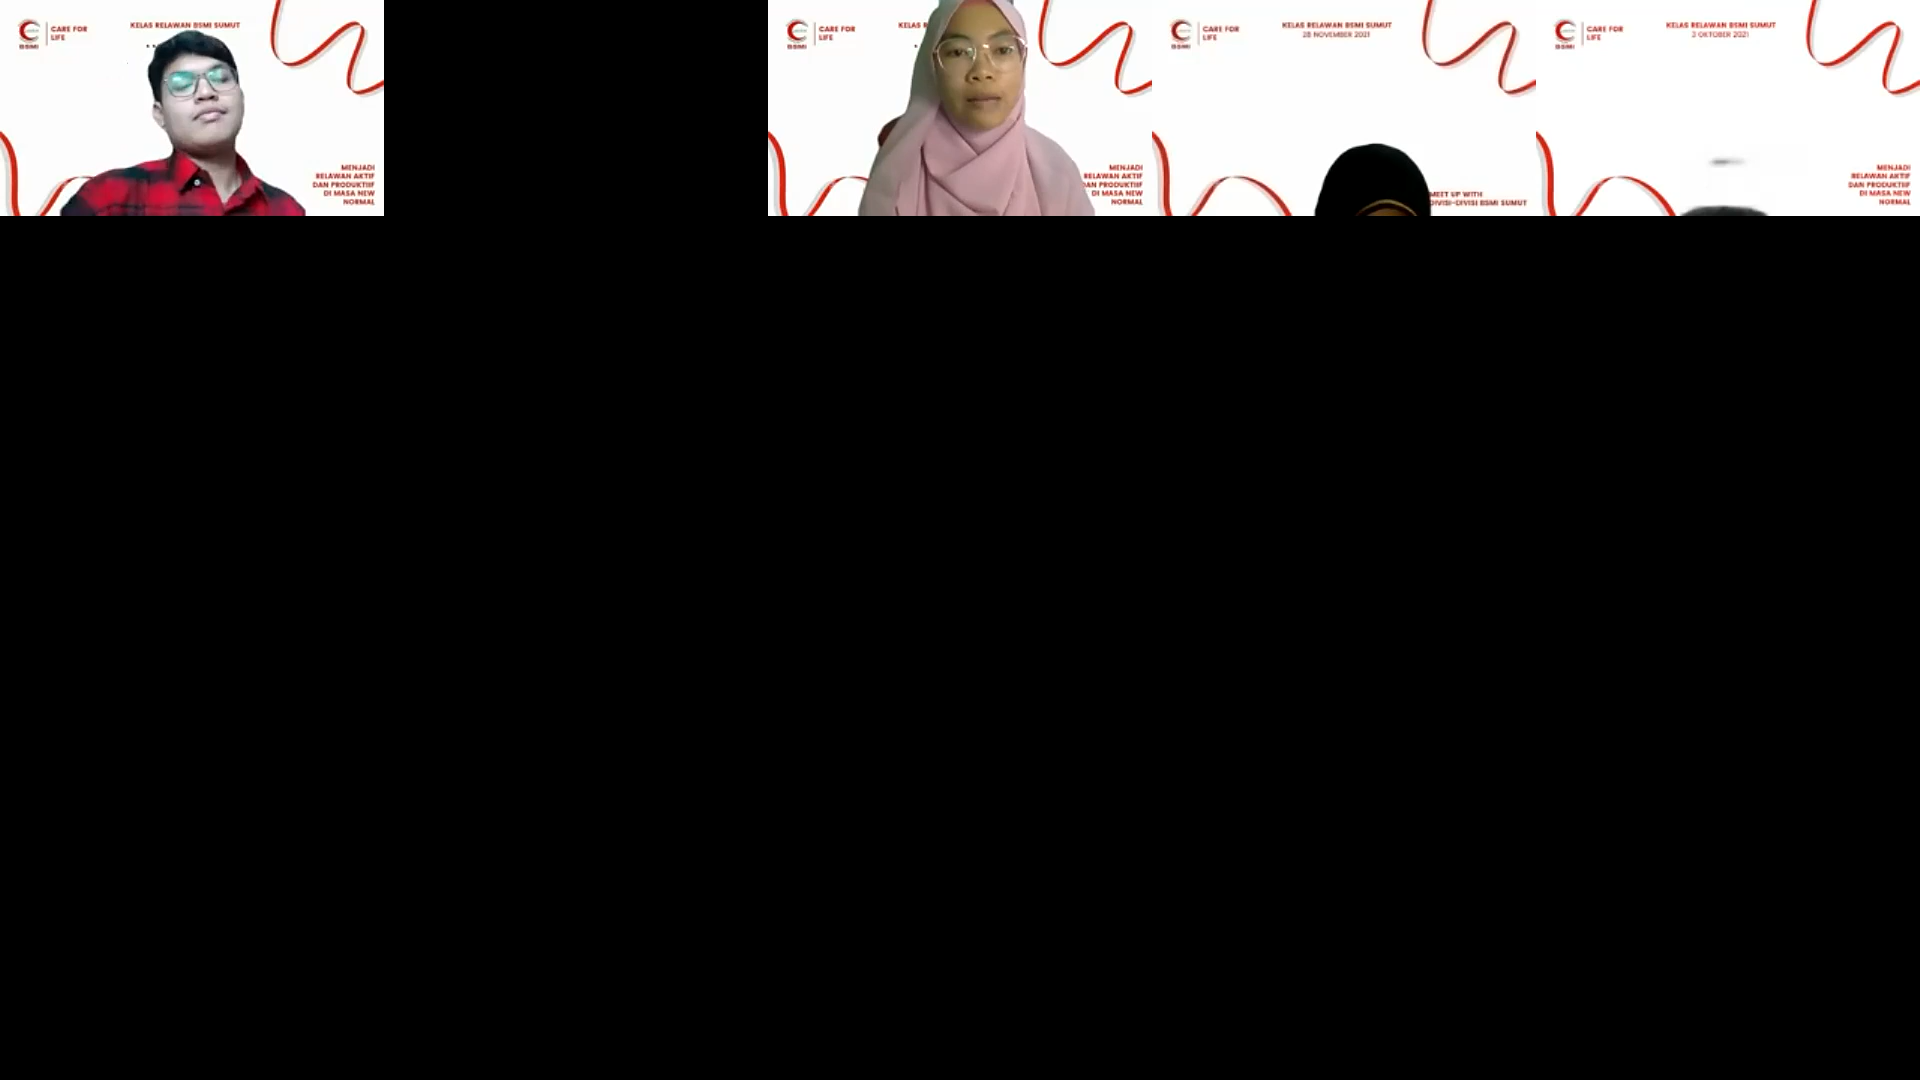 BSMI
CARE FOR
LIFE
KELAS RELAWAN BSMI SUMUT
MENJADI
RELAWAN AKTIF
DAN PRODUKTIIF
DI MASA NEW
NORMAL
BSMI
CARE FOR
LIFE
KELAS R
MENJADI
RELAWAN AKTIF
DAN PRODUKTIIF
DI MASA NEW
NORMAL
BSMI
CARE FOR
LIFE
KELAS RELAWAN BSMI SUMUT
28 NOVEMBER 2021
MEET UP WITH
DIVISI-DIVISI BSMI SUMUT
BSMI
CARE FOR
LIFE
KELAS RELAWAN BSMI SUMUT
2 OKTOBER 2021
MENJADI
RELAWAN AKTIF
DAN PRODUKTIIF
DI MASA NEW
NORMAL